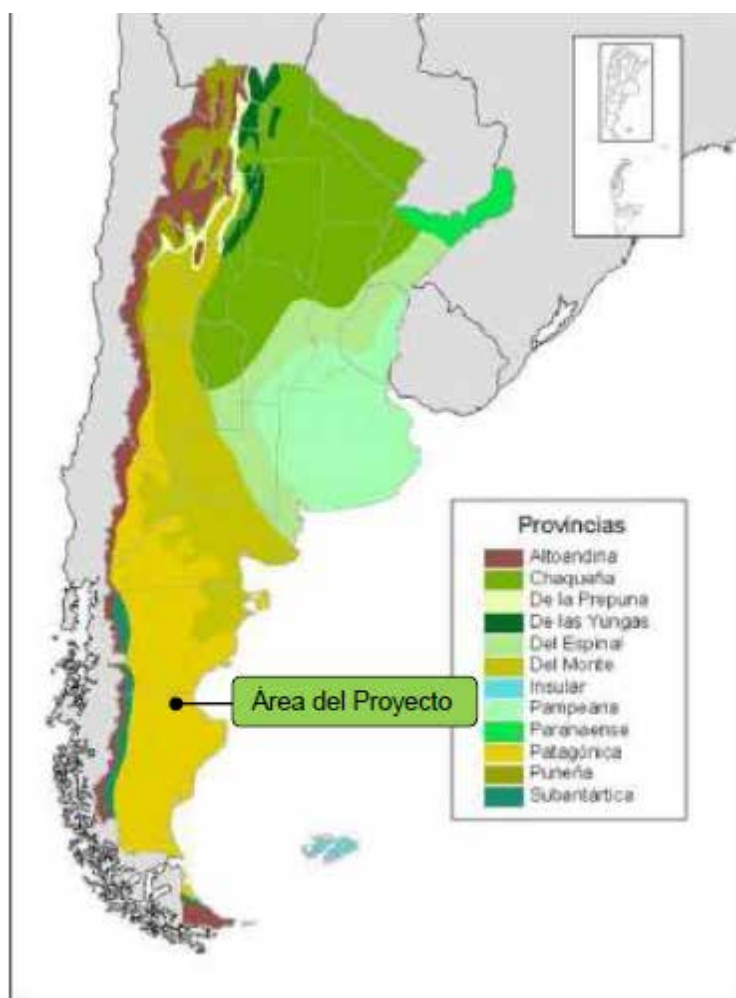 Área del Proyecto
Provincias
Altoandina
Chaqueña
De la Prepuna
De las Yungas
Del Espinal
Del Monte
Insular
Pampeana
Paranaense
Patagónica
Puneña
Subantártica